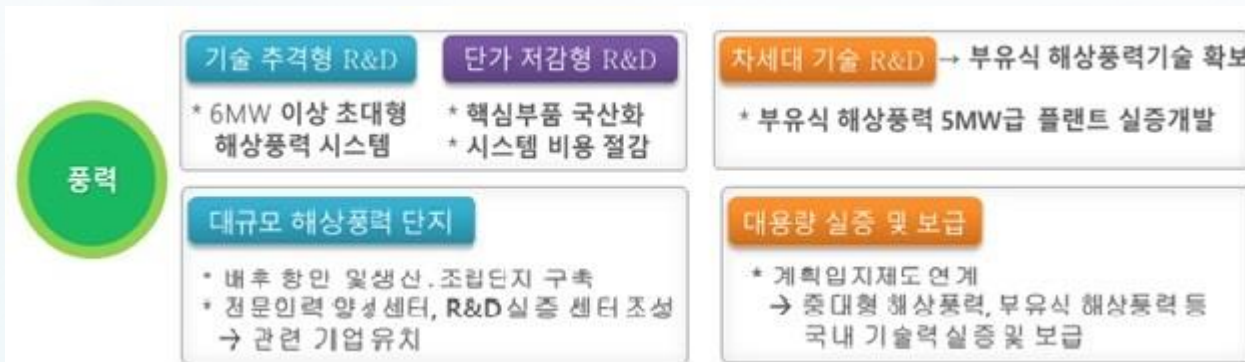 풍력
기술 추격형 R&D
* 6MW 이상 초대형
해상풍력 시스템
단가 저감형 R&D
* 핵심부품 국산화
* 시스템 비용 절감
차세대 기술 R&D → 부유식 해상풍력기술 확보
* 부유식 해상풍력 5MW급 플랜트 실증개발
대규모 해상풍력 단지
* 배후 항만 및생산.조립단지 구축
* 전문인력 양성센터, R&D실증 센터조성
→ 관련 기업유치
대용량 실증 및 보급
* 계획입지제도연계
→ 중대형 해상풍력, 부유식 해상풍력 등
국내 기술력 실증및 보급